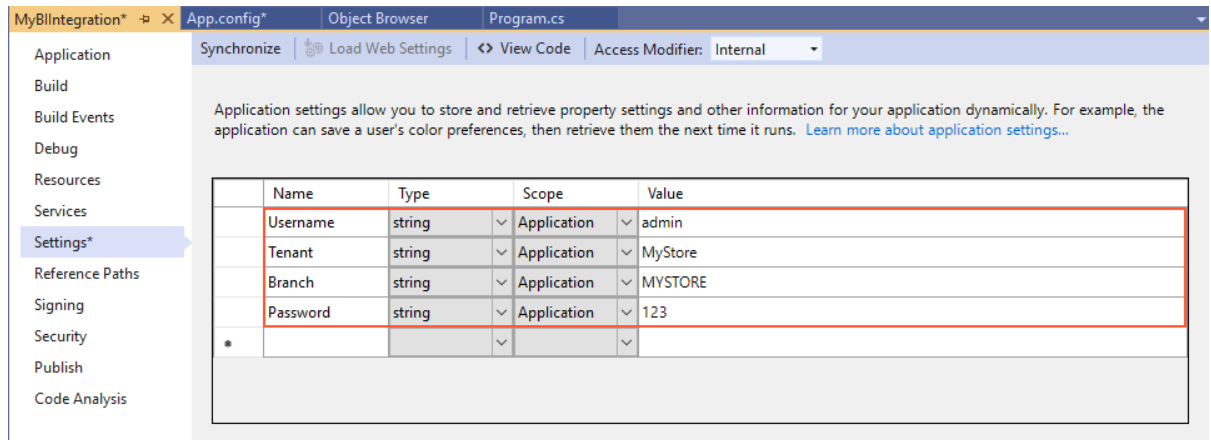 MyBIIntegration* App.config* Object Browser Program.cs
Synchronize Load Web Settings <> View Code Access Modifier: Internal
Application
Build
Build Events
Debug
Resources
Services
Settings*
Reference Paths
Signing
Security
Publish
Code Analysis
Application settings allow you to store and retrieve property settings and other information for your application dynamically. For example, the
application can save a user's color preferences, then retrieve them the next time it runs. Learn more about application settings...
Name Type Scope Value
Username string Application admin
Tenant string Application MyStore
Branch string Application MYSTORE
Password string Application 123
*